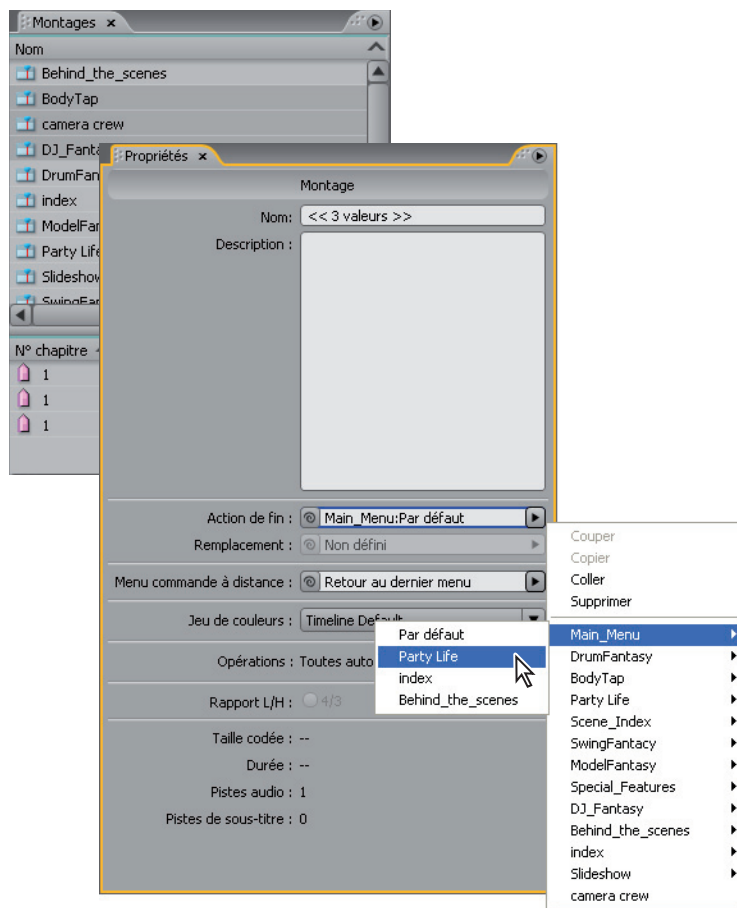 Montages
Nom
Behind_the_scenes
BodyTap
camera crew
DJ_Fanta
DrumFan
index
ModelFan
Party Life
Slideshow
SwingFan
N° chapitre
1
1
1
Propriétés
Montage
Nom: << 3 valeurs >>
Description :
Action de fin : Main_Menu:Par défaut
Remplacement : Non défini
Menu commande à distance : Retour au dernier menu
Jeu de couleurs : Timeline Default
Opérations : Toutes auto
Rapport L/H : 4/3
Taille codée : --
Durée : --
Pistes audio : 1
Pistes de sous-titre : 0
Par défaut
Party Life
index
Behind_the_scenes
Couper
Copier
Coller
Supprimer
Main_Menu
DrumFantasy
BodyTap
Party Life
Scene_Index
SwingFantacy
ModelFantasy
Special_Features
DJ_Fantasy
Behind_the_scenes
index
Slideshow
camera crew